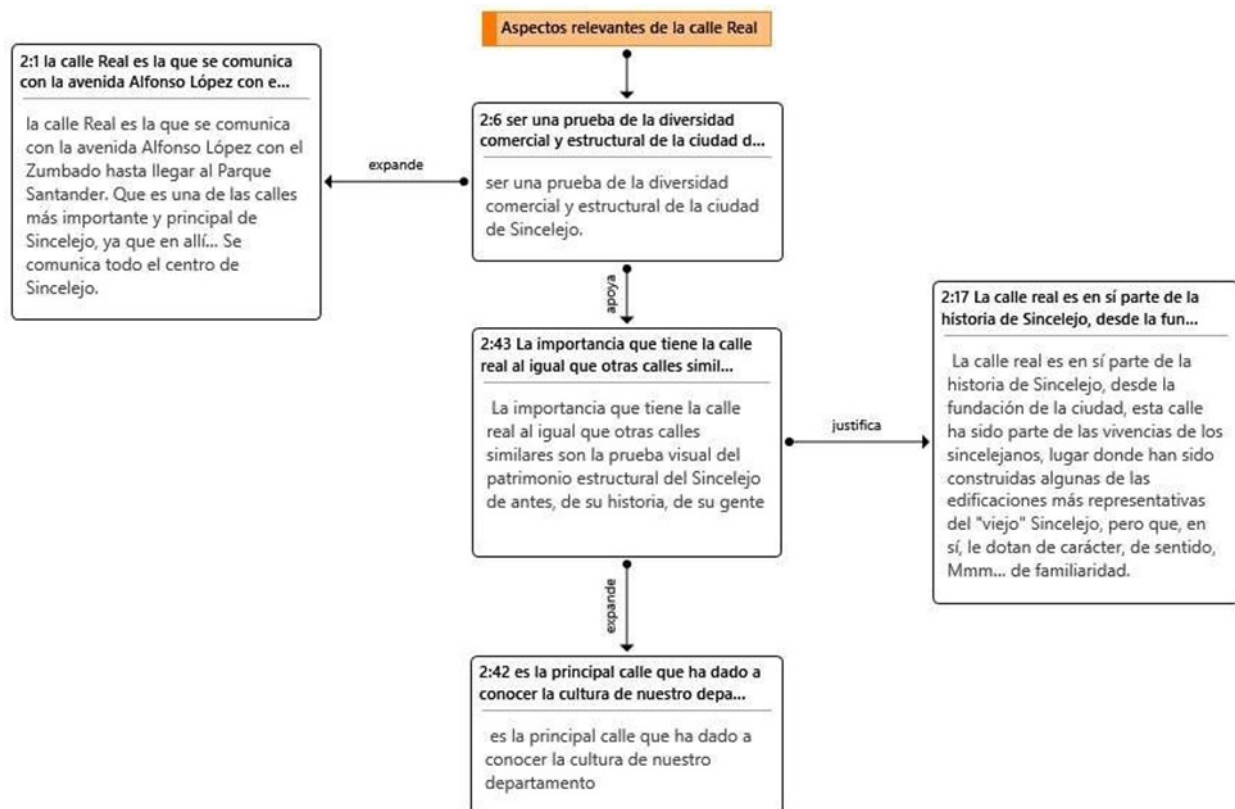 Aspectos relevantes de la calle Real
2:1 la calle Real es la que se comunica
con la avenida Alfonso López con e...
la calle Real es la que se comunica
con la avenida Alfonso López con el
Zumbado hasta llegar al Parque
Santander. Que es una de las calles
más importante y principal de
Sincelejo, ya que en allí... Se
comunica todo el centro de
Sincelejo.
expande
2:6 ser una prueba de la diversidad
comercial y estructural de la ciudad d...
ser una prueba de la diversidad
comercial y estructural de la ciudad
de Sincelejo.
apoya
2:43 La importancia que tiene la calle
real al igual que otras calles simil...
La importancia que tiene la calle
real al igual que otras calles
similares son la prueba visual del
patrimonio estructural del Sincelejo
de antes, de su historia, de su gente
justifica
2:17 La calle real es en sí parte de la
historia de Sincelejo, desde la fun...
La calle real es en sí parte de la
historia de Sincelejo, desde la
fundación de la ciudad, esta calle
ha sido parte de las vivencias de los
sincelejanos, lugar donde han sido
construidas algunas de las
edificaciones más representativas
del "viejo" Sincelejo, pero que, en
sí, le dotan de carácter, de sentido,
Mmm... de familiaridad.
expande
2:42 es la principal calle que ha dado a
conocer la cultura de nuestro depa...
es la principal calle que ha dado a
conocer la cultura de nuestro
departamento